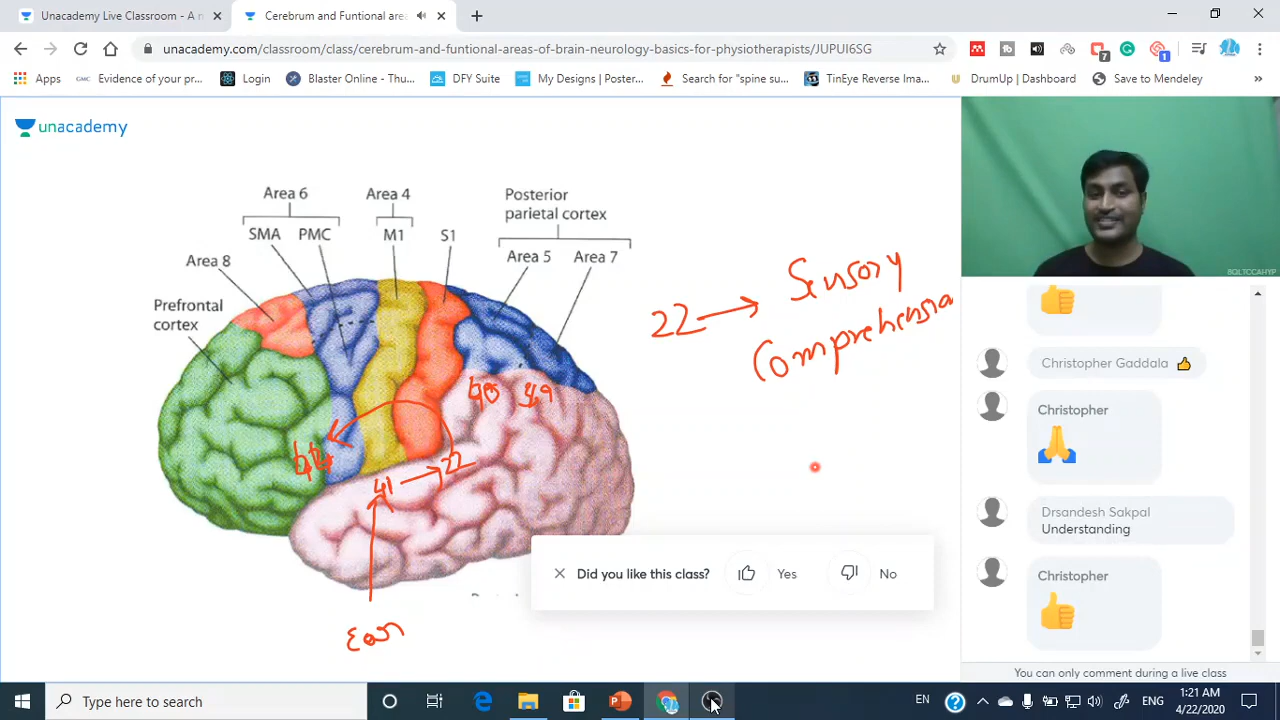 Unacademy Live Classroom - A n
Cerebrum and Funtional area
unacademy.com/classroom/class/cerebrum-and-funtional-areas-of-brain-neurology-basics-for-physiotherapists/JUPUI6SG
7
1
Apps
GMC Evidence of your pr...
Login
Blaster Online - Thu...
DFY Suite
My Designs | Poster...
Search for "spine su...
TinEye Reverse Ima...
DrumUp | Dashboard
Save to Mendeley
»
unacademy
Area 6
Area 4
Posterior
parietal cortex
SMA
PMC
M1
S1
Area 8
Area 5
Area 7
Prefrontal
cortex
22 → Sensory
Comprehension
44
41 → 22
Ear
Did you like this class?
Yes
No
Christopher Gaddala
Christopher
Drsandesh Sakpal
Understanding
Christopher
You can only comment during a live class
Type here to search
EN
ENG
1:21 AM
4/22/2020